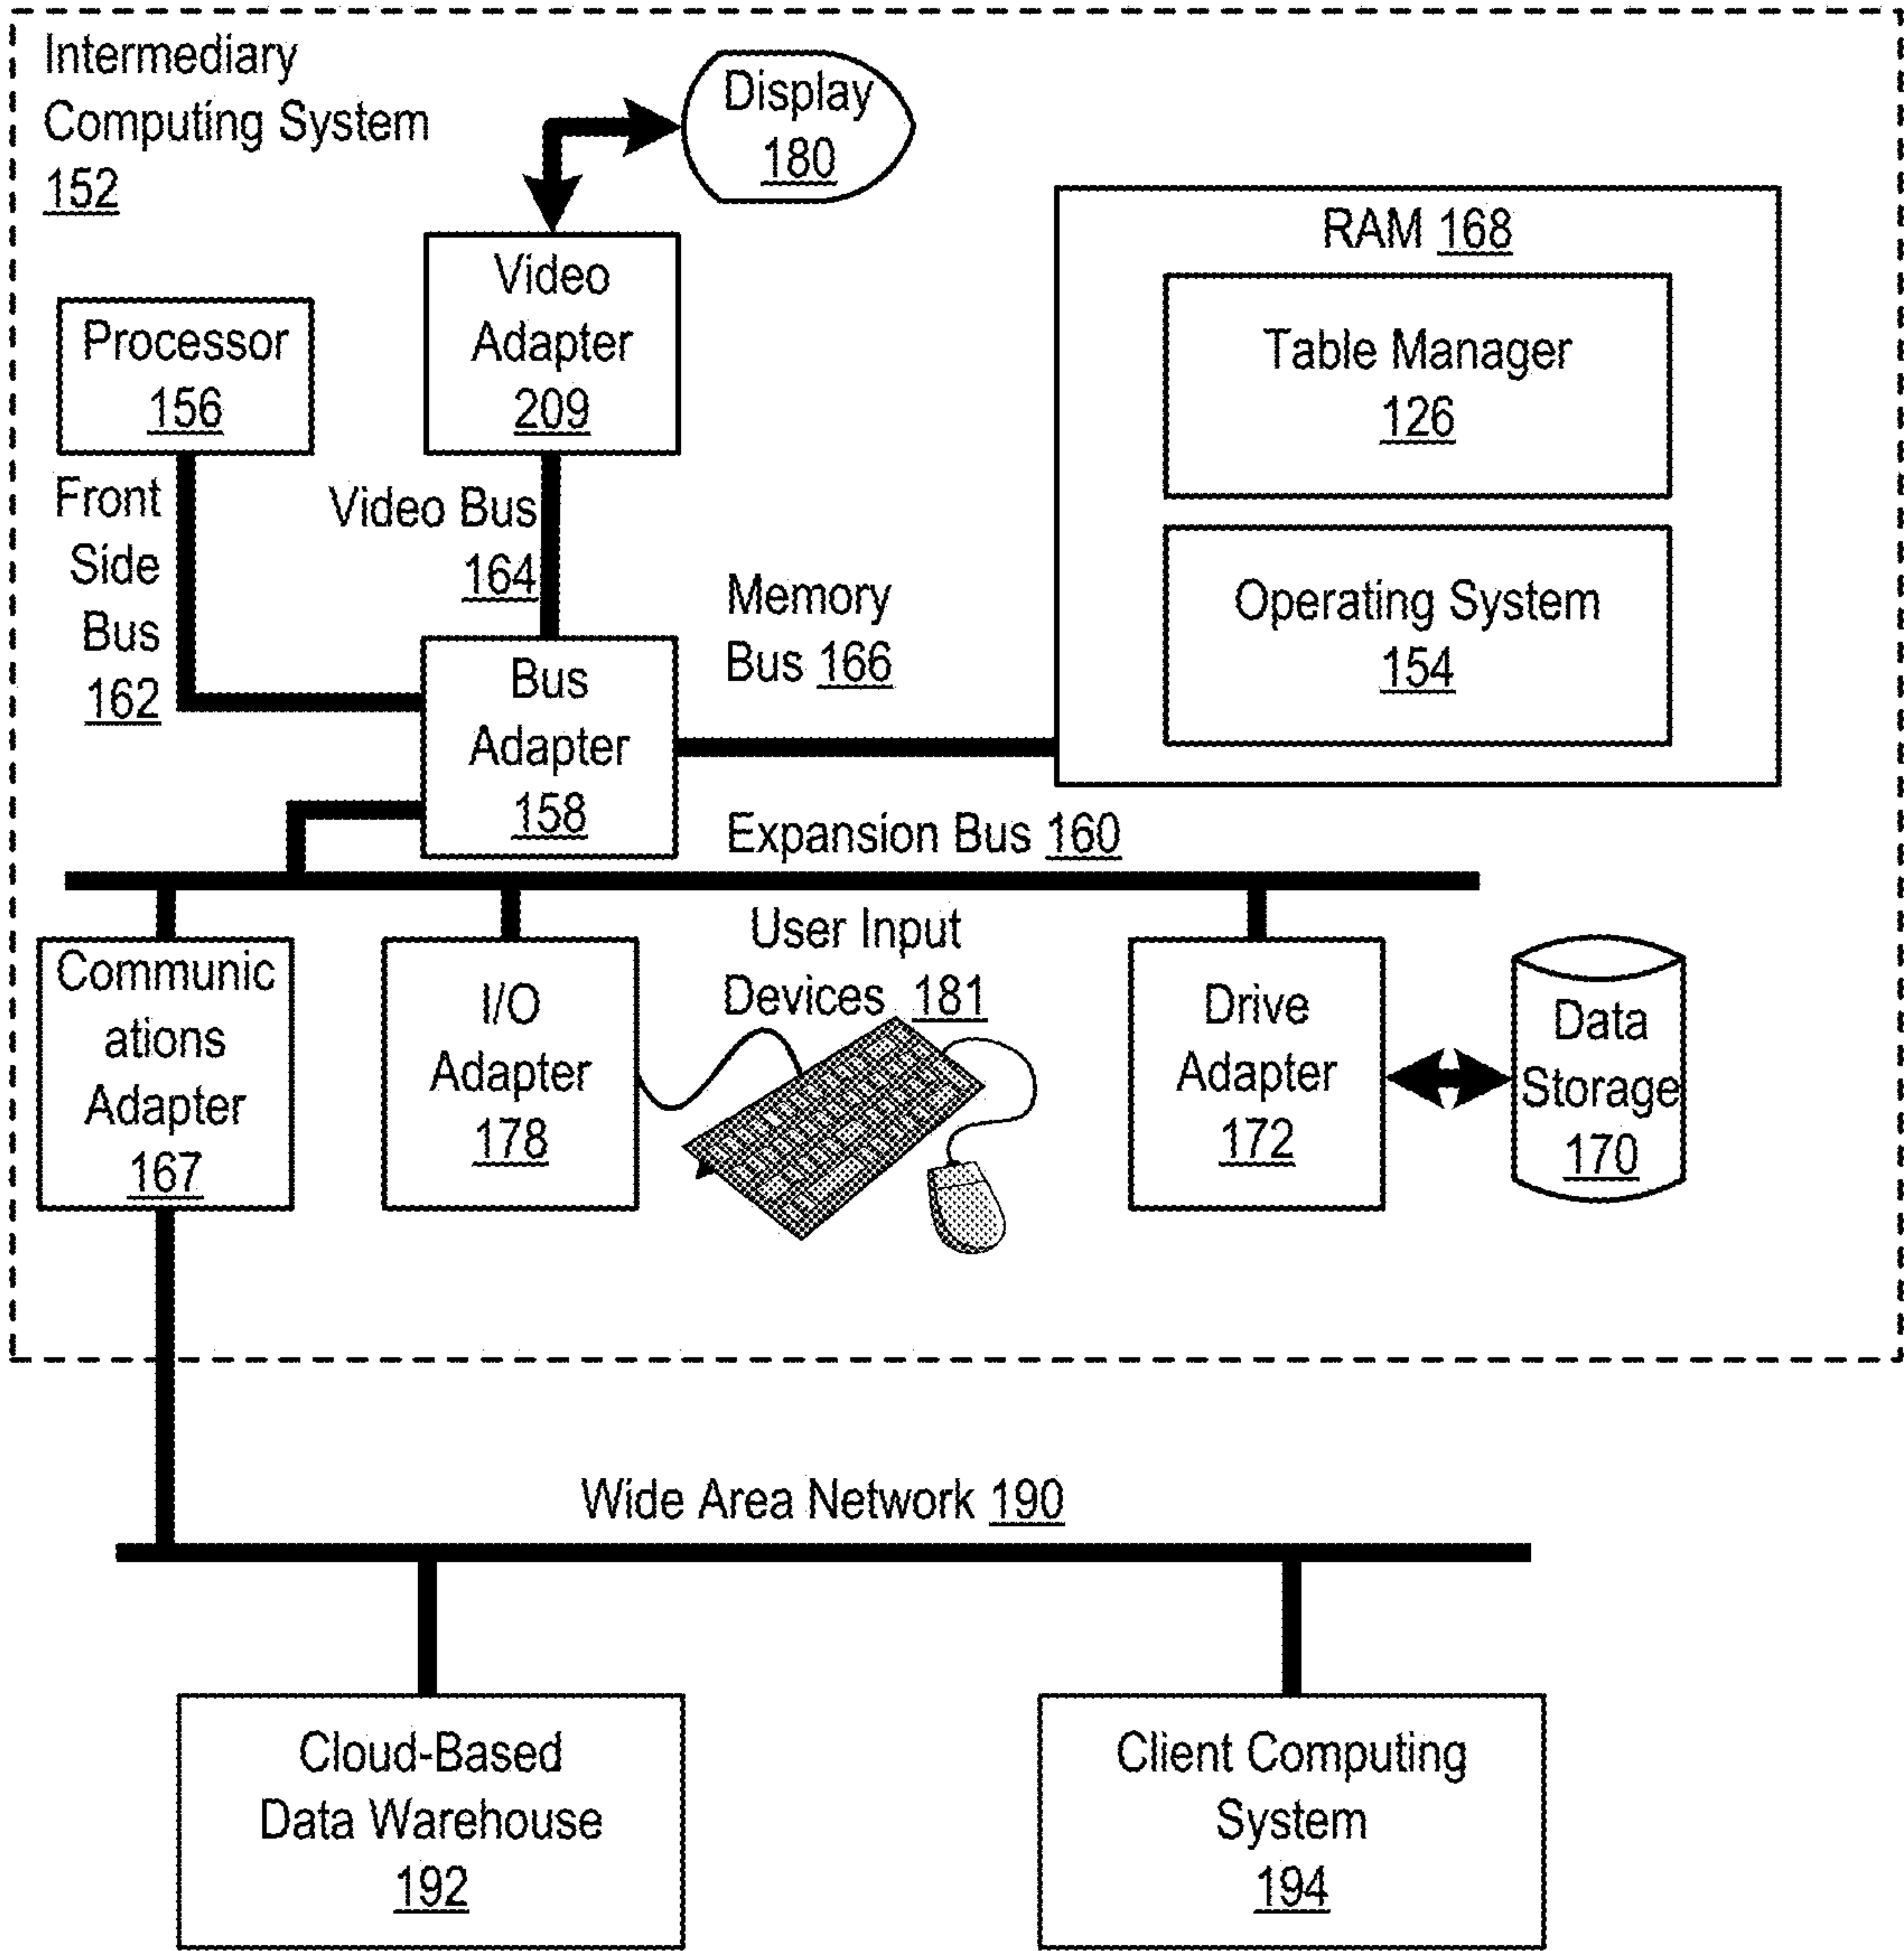 Intermediary
Computing System
152
Display
180
Video
Adapter
209
Processor
156
RAM 168
Table Manager
126
Operating System
154
Front
Side
Bus
162
Video Bus
164
Memory
Bus 166
Bus
Adapter
158
Expansion Bus 160
Communic
ations
Adapter
167
I/O
Adapter
178
User Input
Devices 181
Drive
Adapter
172
Data
Storage
170
Wide Area Network 190
Cloud-Based
Data Warehouse
192
Client Computing
System
194